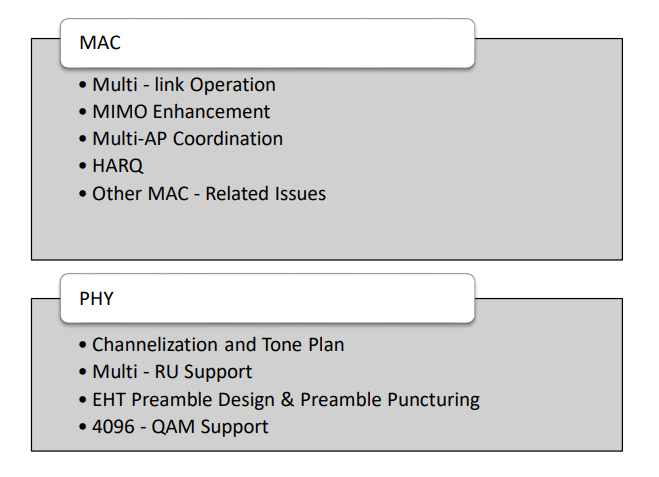 MAC
• Multi - link Operation
• MIMO Enhancement
• Multi-AP Coordination
• HARQ
• Other MAC - Related Issues
PHY
• Channelization and Tone Plan
• Multi - RU Support
• EHT Preamble Design & Preamble Puncturing
• 4096 - QAM Support